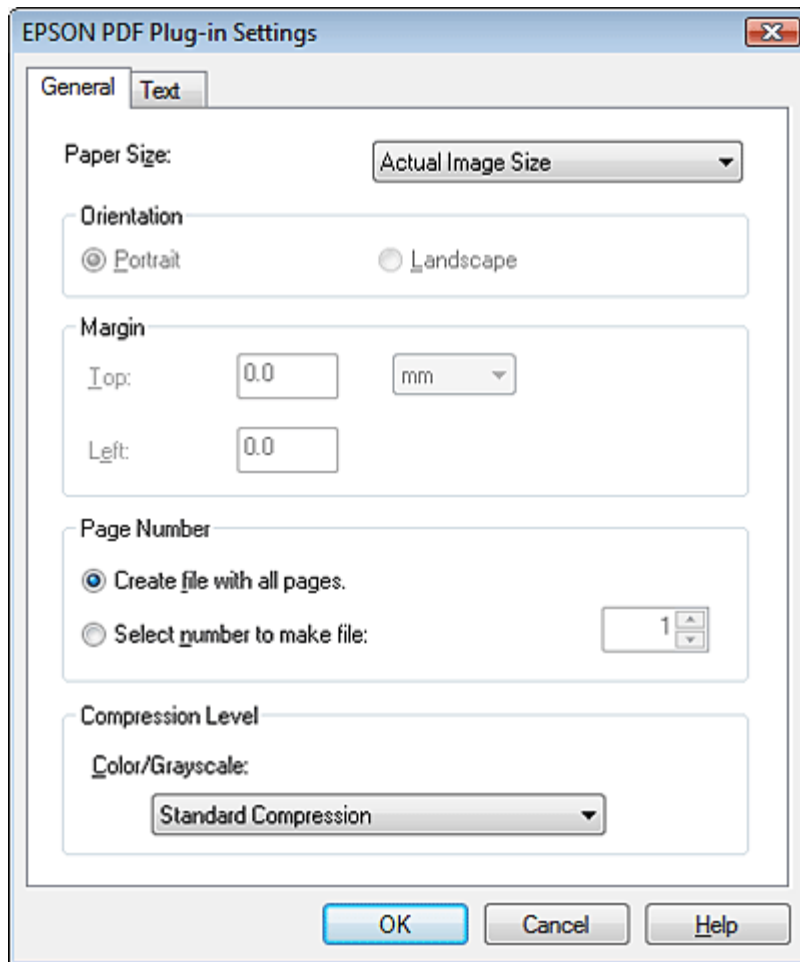 EPSON PDF Plug-in Settings
General Text
Paper Size: Actual Image Size
Orientation
Portrait Landscape
Margin
Top: 0.0 mm
Left: 0.0
Page Number
Create file with all pages.
Select number to make file: 1
Compression Level
Color/Grayscale:
Standard Compression
OK Cancel Help